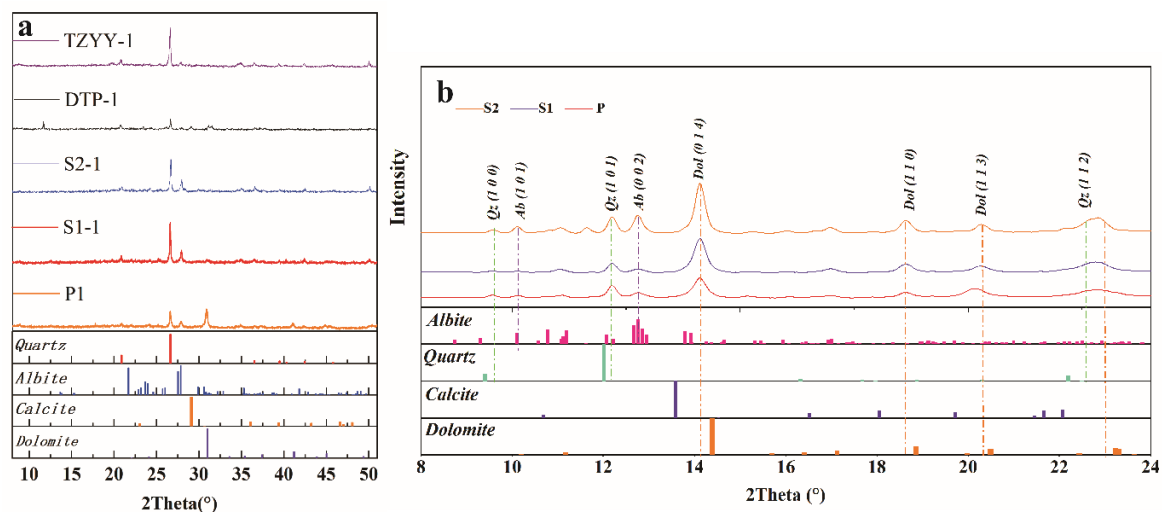 a
TZYY-1
DTP-1
S2-1
S1-1
P1
Quartz
Albite
Calcite
Dolomite
10 15 20 25 30 35 40 45 50
2Theta(°)
b
S2 S1 P
Intensity
Qz (1 0 0)
Ab (1 0 1)
Qz (1 0 1)
Ab (0 0 2)
Dol (0 1 4)
Dol (1 1 0)
Dol (1 1 3)
Qz (1 1 2)
Albite
Quartz
Calcite
Dolomite
8 10 12 14 16 18 20 22 24
2Theta (°)